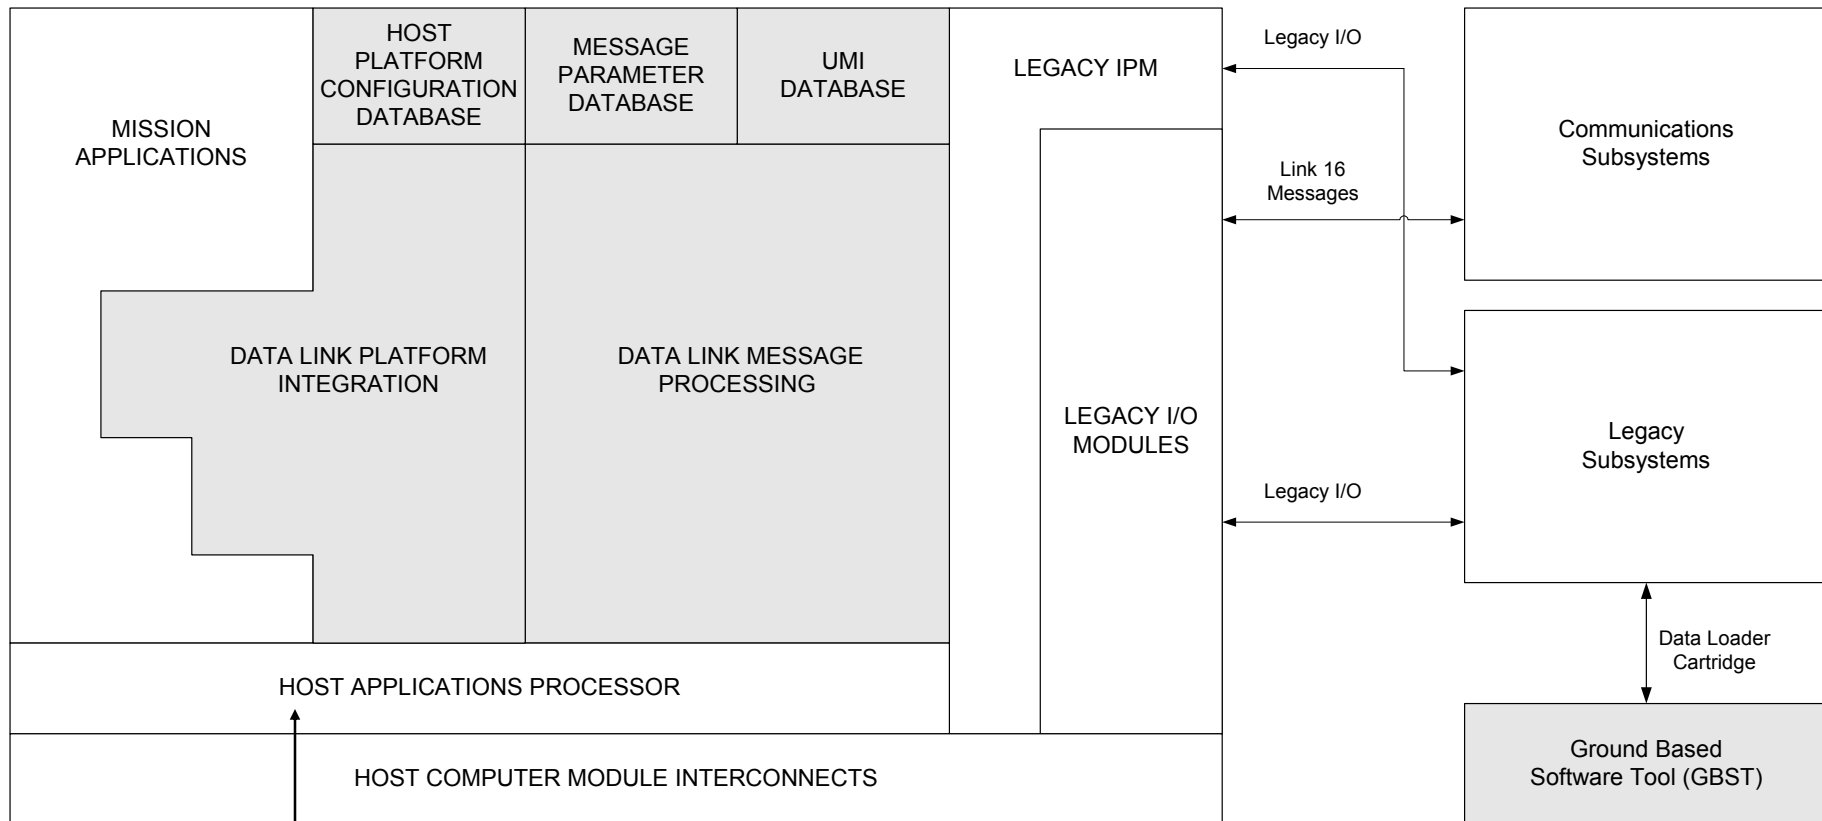 HOST
PLATFORM
CONFIGURATION
DATABASE
MESSAGE
PARAMETER
DATABASE
UMI
DATABASE
LEGACY IPM
Legacy I/O
MISSION
APPLICATIONS
Communications
Subsystems
Link 16
Messages
DATA LINK PLATFORM
INTEGRATION
DATA LINK MESSAGE
PROCESSING
LEGACY I/O
MODULES
Legacy
Subsystems
Legacy I/O
Data Loader
Cartridge
HOST APPLICATIONS PROCESSOR
HOST COMPUTER MODULE INTERCONNECTS
Ground Based
Software Tool (GBST)